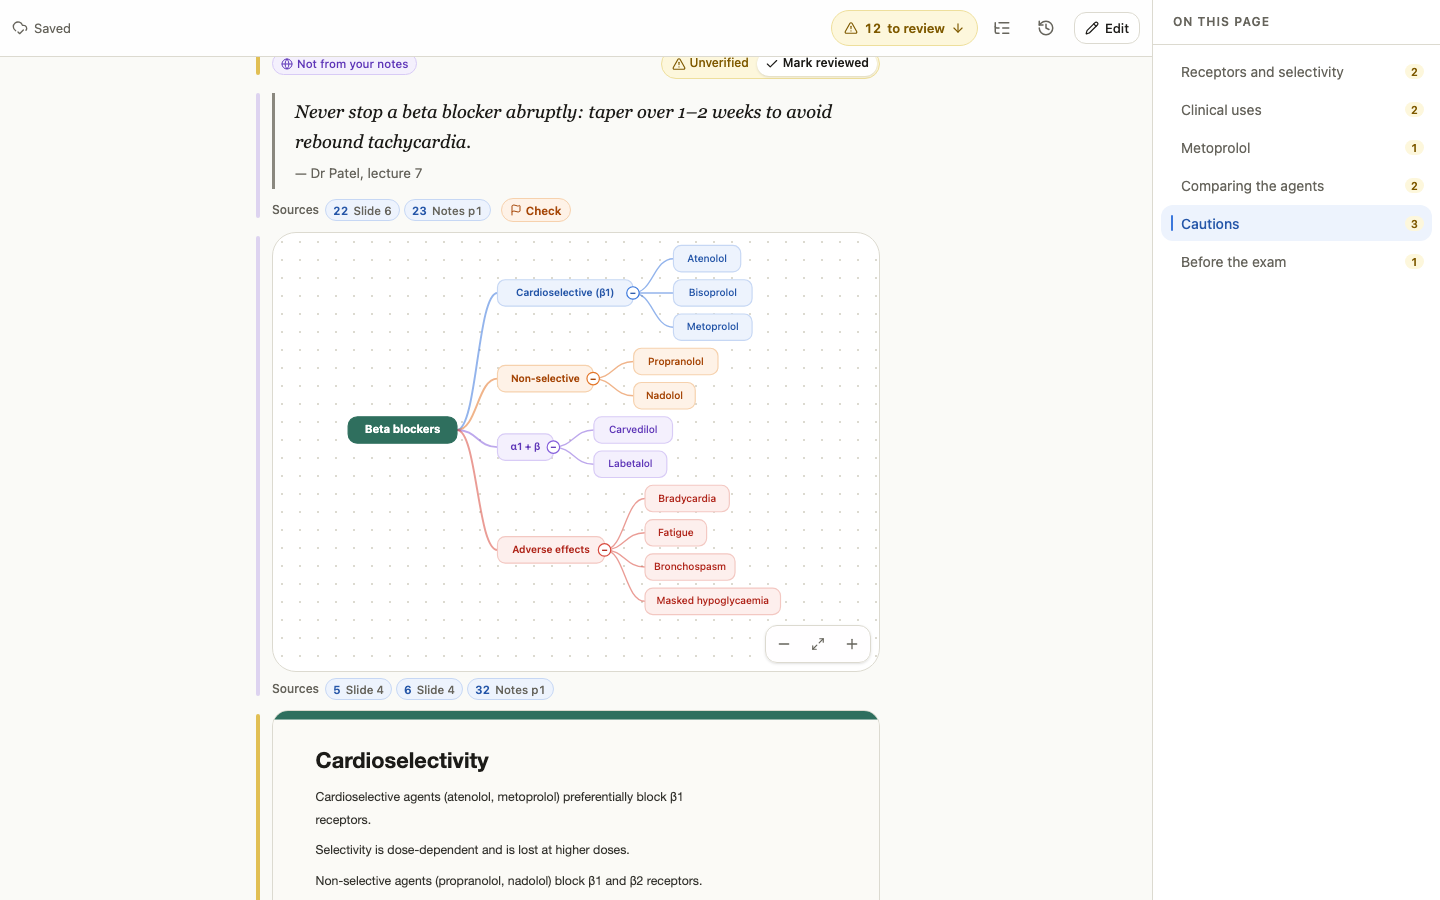 Saved
12 to review
Edit
ON THIS PAGE
Receptors and selectivity 2
Clinical uses 2
Metoprolol 1
Comparing the agents 2
Cautions 3
Before the exam 1
Not from your notes
Unverified
Mark reviewed
Never stop a beta blocker abruptly: taper over 1–2 weeks to avoid
rebound tachycardia.
— Dr Patel, lecture 7
Sources 22 Slide 6 23 Notes p1 Check
Beta blockers
Cardioselective (β1)
Atenolol
Bisoprolol
Metoprolol
Non-selective
Propranolol
Nadolol
α1 + β
Carvedilol
Labetalol
Adverse effects
Bradycardia
Fatigue
Bronchospasm
Masked hypoglycaemia
Sources 5 Slide 4 6 Slide 4 32 Notes p1
Cardioselectivity
Cardioselective agents (atenolol, metoprolol) preferentially block β1
receptors.
Selectivity is dose-dependent and is lost at higher doses.
Non-selective agents (propranolol, nadolol) block β1 and β2 receptors.